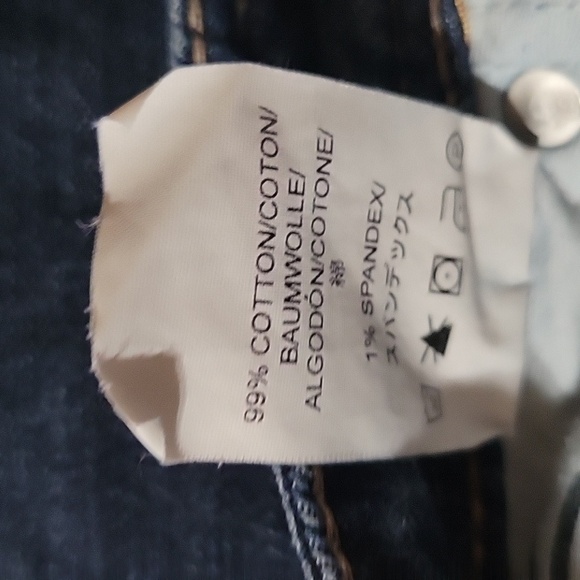 99% COTTON/COTON/
BAUMWOLLE/
ALGODÓN/COTONE/
綿
1% SPANDEX/
スパンデックス